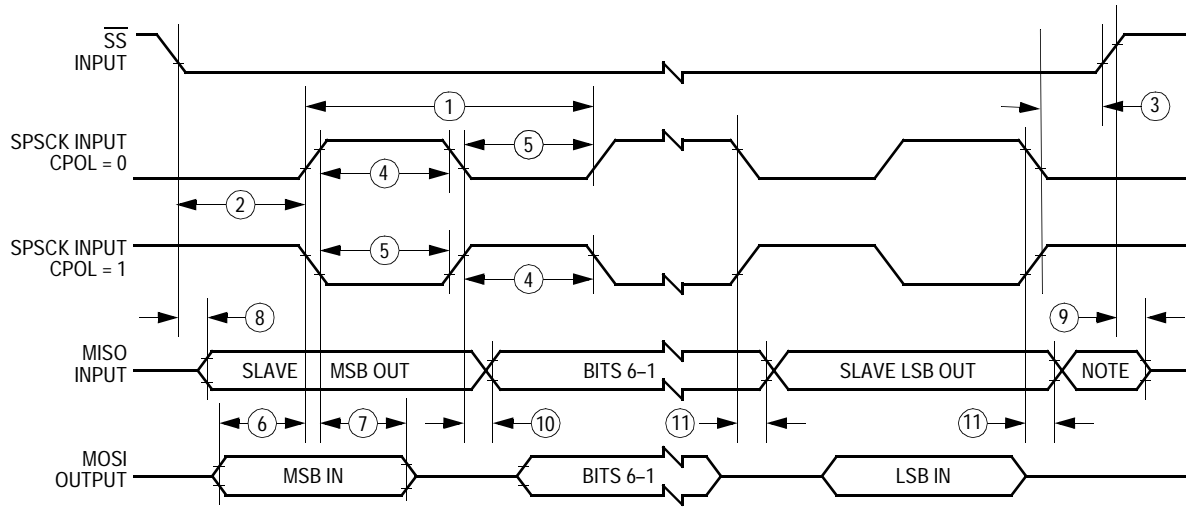 SS
INPUT
1
3
SPSCK INPUT
CPOL = 0
5
4
2
SPSCK INPUT
CPOL = 1
5
4
8
9
MISO
INPUT
SLAVE MSB OUT
BITS 6–1
SLAVE LSB OUT
NOTE
6
7
10
11
11
MOSI
OUTPUT
MSB IN
BITS 6–1
LSB IN